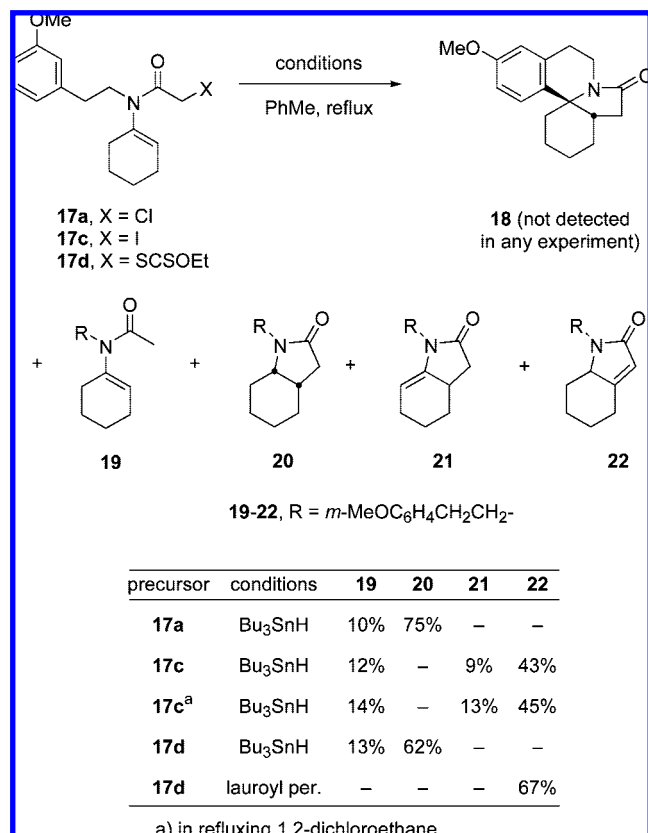 OMe
O
N
X
conditions
PhMe, reflux
MeO
N
O
17a, X = Cl
17c, X = I
17d, X = SCSOEt
18 (not detected
in any experiment)
+ R N O + R N O + R N O + R N O
19 20 21 22
19-22, R = m-MeOC6H4CH2CH2-
precursor conditions 19 20 21 22
17a Bu3SnH 10% 75% – –
17c Bu3SnH 12% – 9% 43%
17cᵃ Bu3SnH 14% – 13% 45%
17d Bu3SnH 13% 62% – –
17d lauroyl per. – – – 67%
a) in refluxing 1,2-dichloroethane